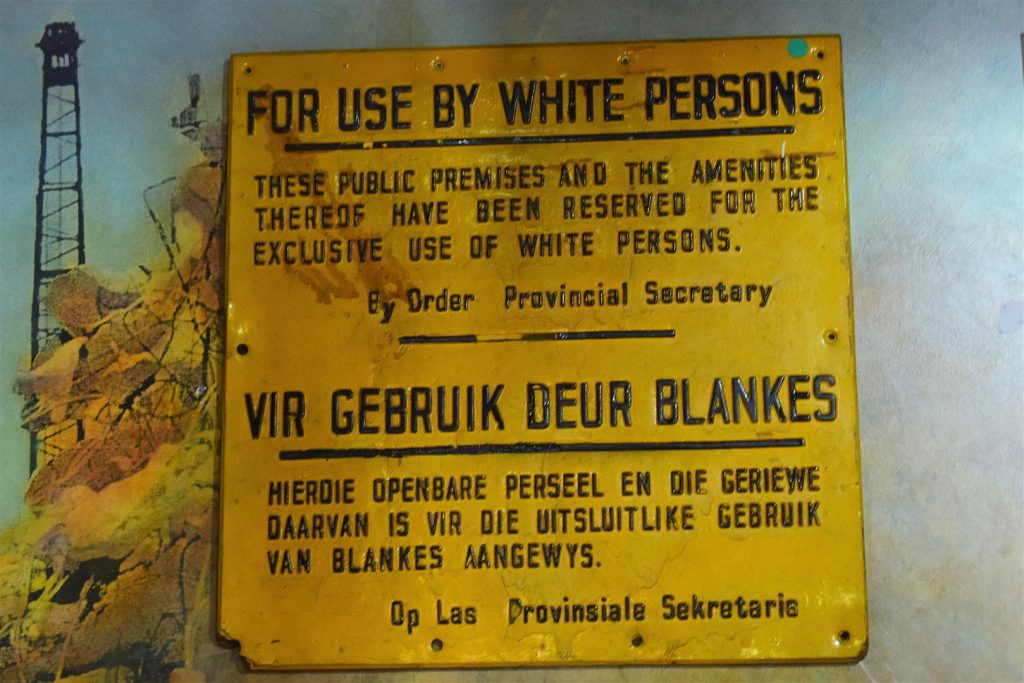 FOR USE BY WHITE PERSONS
THESE PUBLIC PREMISES AND THE AMENITIES
THEREOF HAVE BEEN RESERVED FOR THE
EXCLUSIVE USE OF WHITE PERSONS.
By Order Provincial Secretary
VIR GEBRUIK DEUR BLANKES
HIERDIE OPENBARE PERSEEL EN DIE GERIEWE
DAARVAN IS VIR DIE UITSLUITLIKE GEBRUIK
VAN BLANKES AANGEWYS.
Op Las Provinsiale Sekretaris